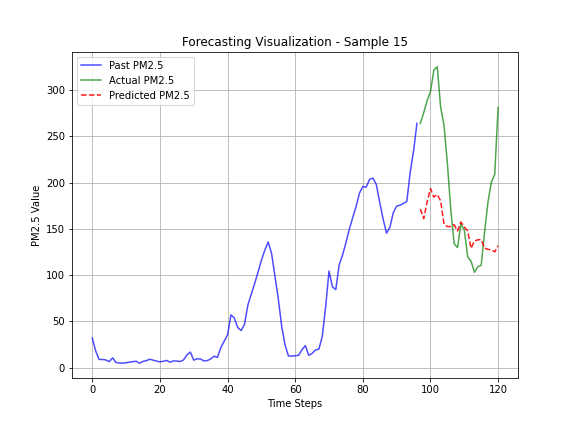 Forecasting Visualization - Sample 15
Past PM2.5
Actual PM2.5
Predicted PM2.5
PM2.5 Value
300
250
200
150
100
50
0
0 20 40 60 80 100 120
Time Steps